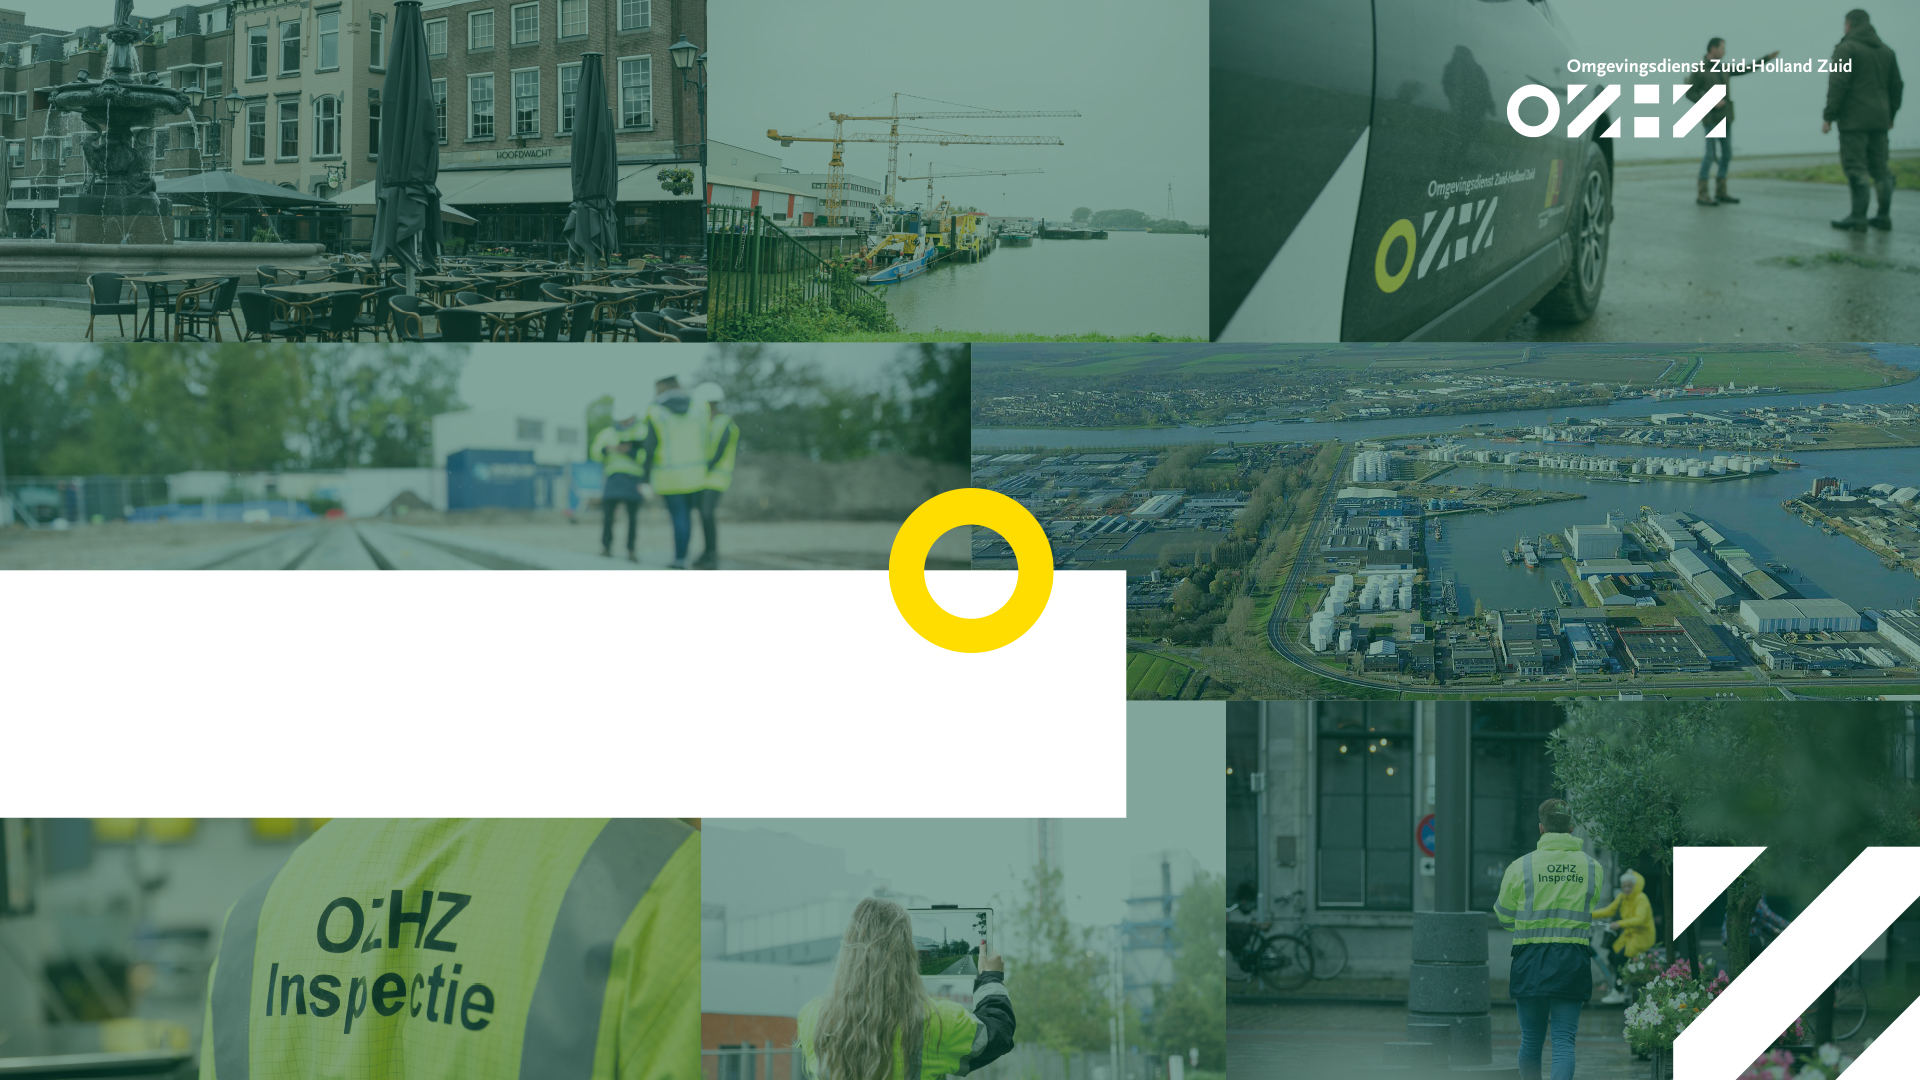 Omgevingsdienst Zuid-Holland Zuid
OZHZ
HOOFDWACHT
Omgevingsdienst Zuid-Holland Zuid
OZHZ
OZHZ
Inspectie
OZHZ
Inspectie